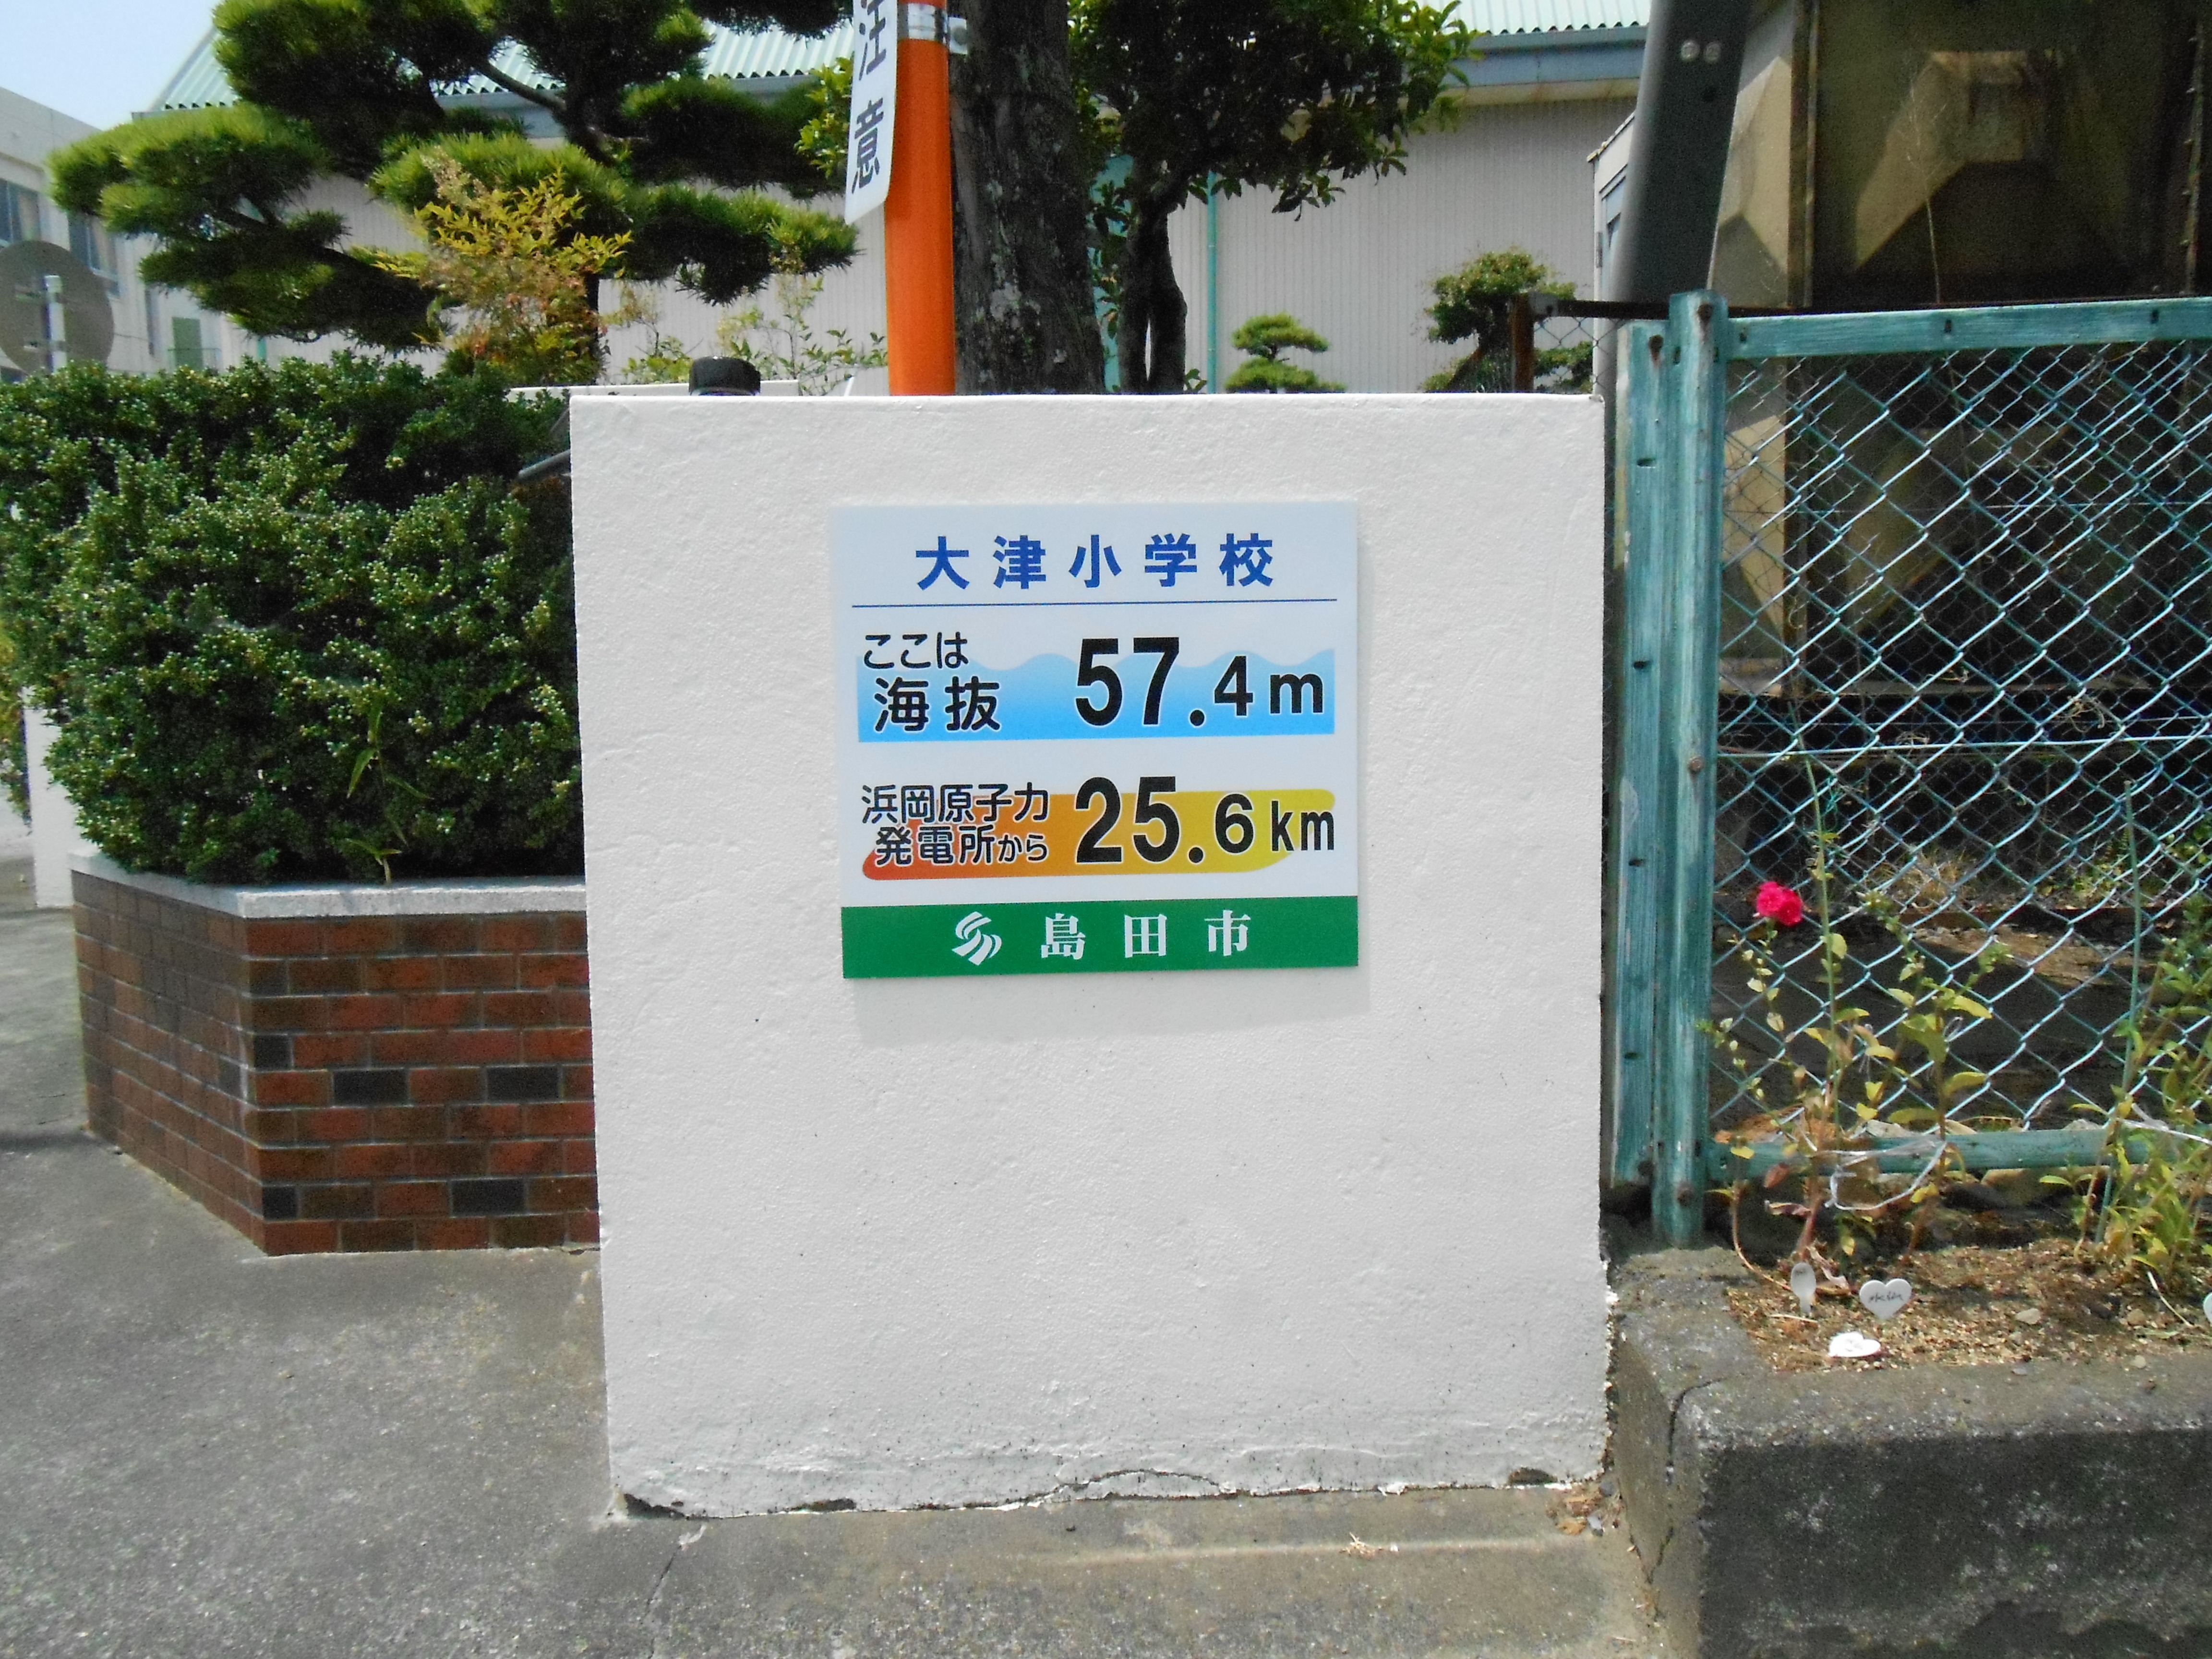 注意
大津小学校
ここは
海抜 57.4m
浜岡原子力
発電所から 25.6km
島田市